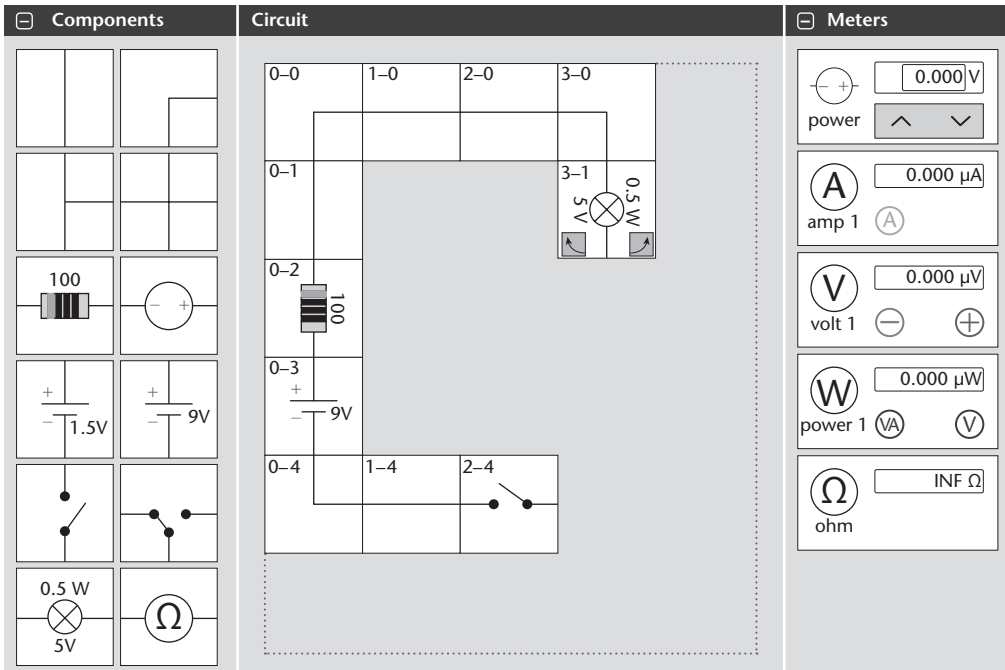 Components
100
+
−
− +
+
−
1.5V
+
−
9V
0.5 W
5V
Ω
Circuit
0–0
1–0
2–0
3–0
0–1
3–1
5 V
0.5 W
0–2
100
0–3
+
−
9V
0–4
1–4
2–4
Meters
− +
0.000 V
power
A
0.000 µA
amp 1
A
V
0.000 µV
volt 1
− +
W
0.000 µW
power 1
VA
V
Ω
INF Ω
ohm